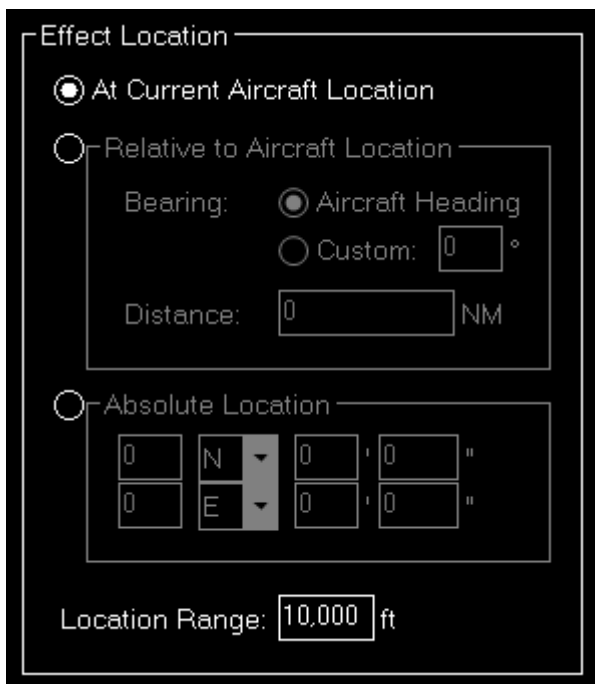 Effect Location
At Current Aircraft Location
Relative to Aircraft Location
Bearing: Aircraft Heading
Custom: 0 °
Distance: 0 NM
Absolute Location
0 N 0 ' 0 "
0 E 0 ' 0 "
Location Range: 10,000 ft